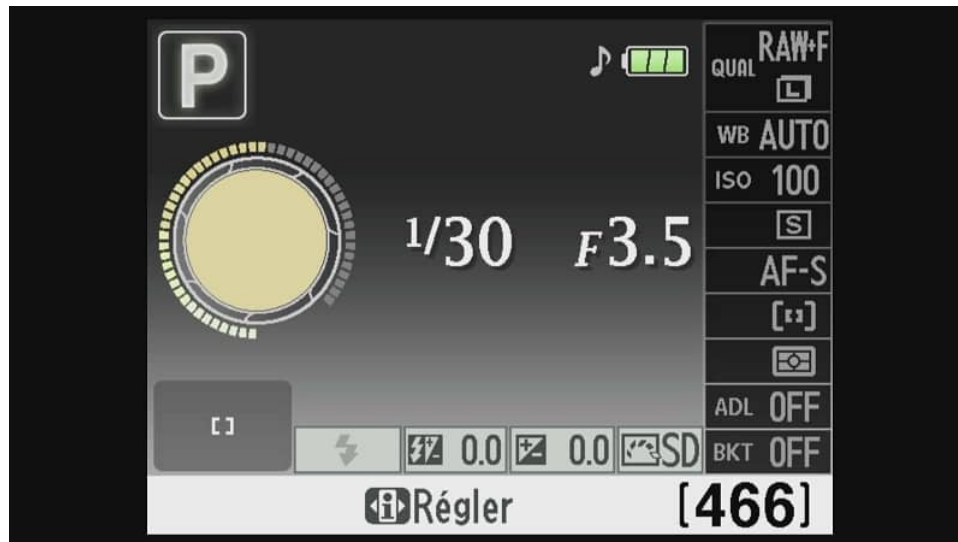 P
QUAL RAW+F
L
WB AUTO
ISO 100
1/30 F3.5
S
AF-S
ADL OFF
0.0 0.0 SD BKT OFF
i Régler [466]